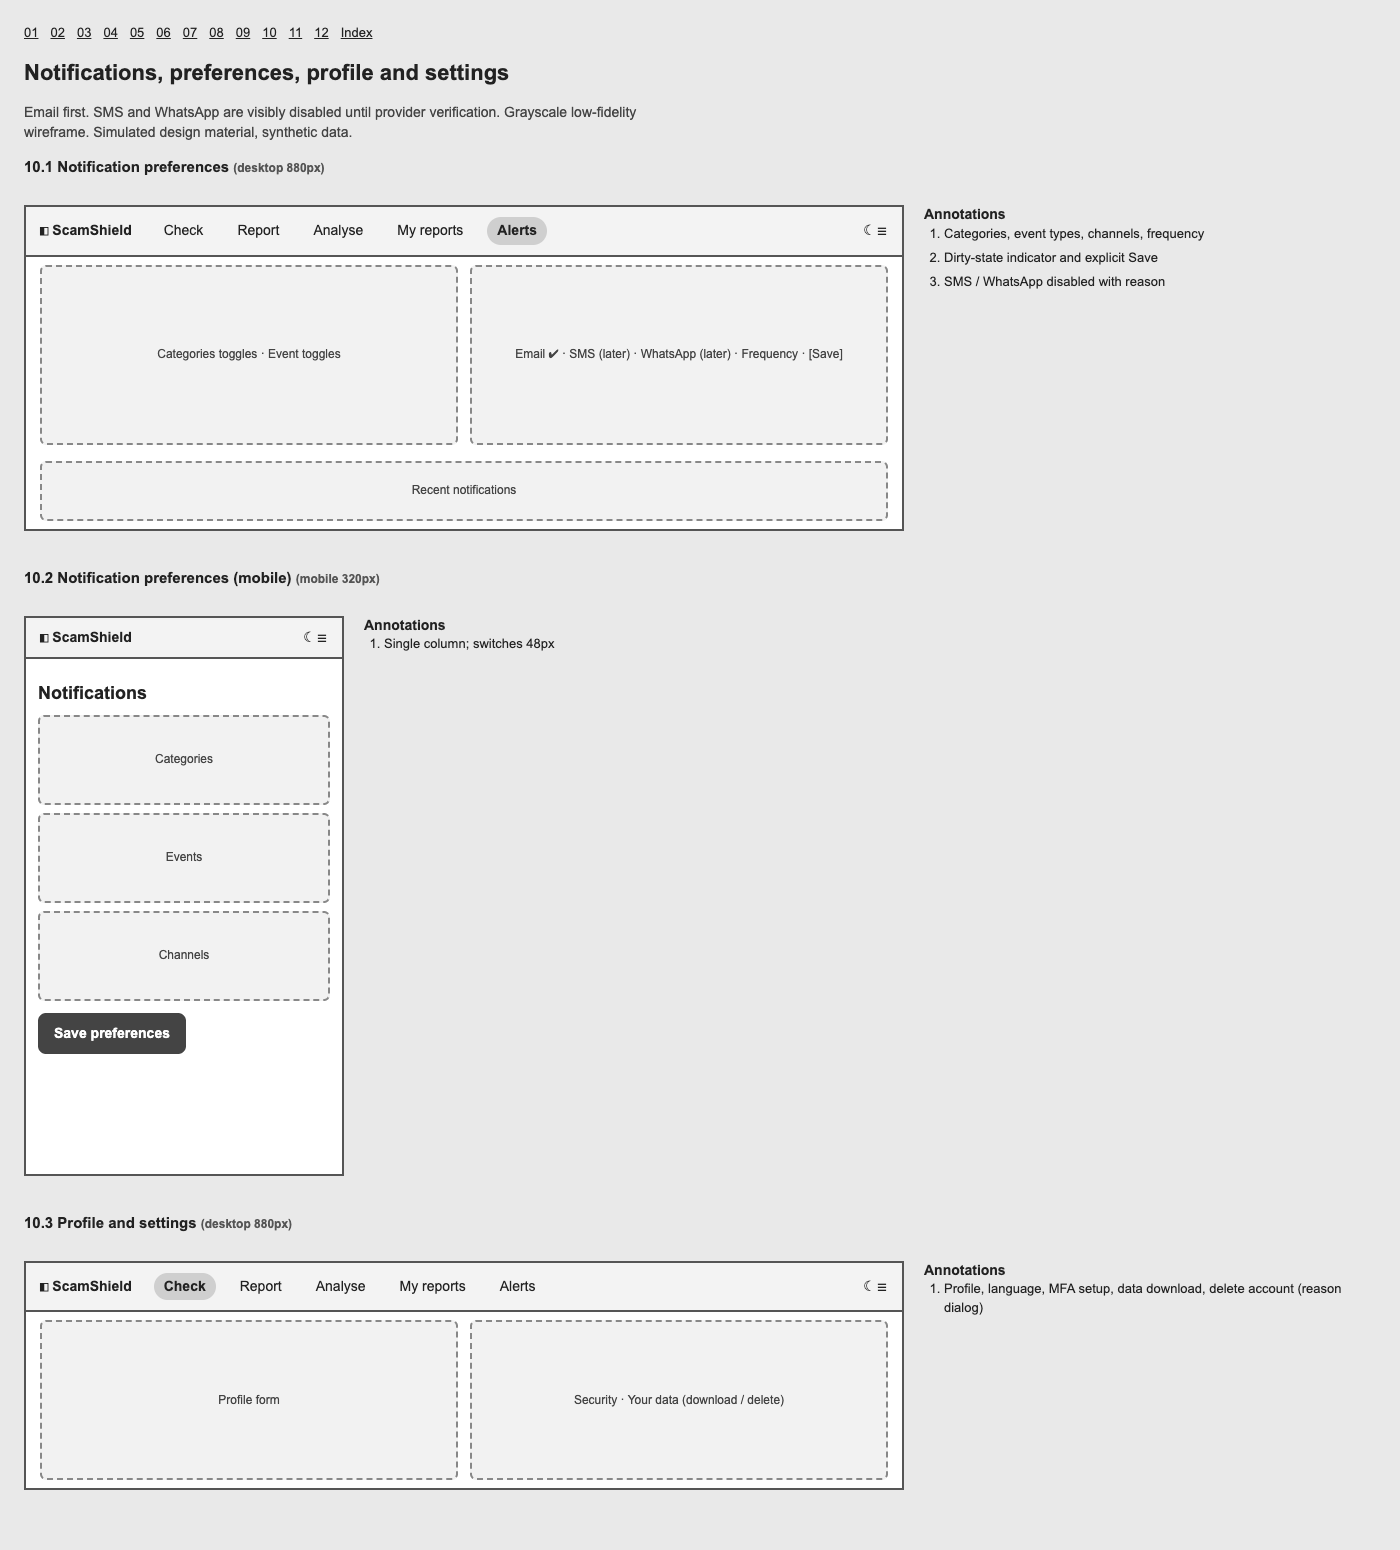 01 02 03 04 05 06 07 08 09 10 11 12 Index
Notifications, preferences, profile and settings
Email first. SMS and WhatsApp are visibly disabled until provider verification. Grayscale low-fidelity
wireframe. Simulated design material, synthetic data.
10.1 Notification preferences (desktop 880px)
ScamShield Check Report Analyse My reports Alerts
Categories toggles · Event toggles
Email ✔ · SMS (later) · WhatsApp (later) · Frequency · [Save]
Recent notifications
Annotations
1. Categories, event types, channels, frequency
2. Dirty-state indicator and explicit Save
3. SMS / WhatsApp disabled with reason
10.2 Notification preferences (mobile) (mobile 320px)
ScamShield
Notifications
Categories
Events
Channels
Save preferences
Annotations
1. Single column; switches 48px
10.3 Profile and settings (desktop 880px)
ScamShield Check Report Analyse My reports Alerts
Profile form
Security · Your data (download / delete)
Annotations
1. Profile, language, MFA setup, data download, delete account (reason
dialog)